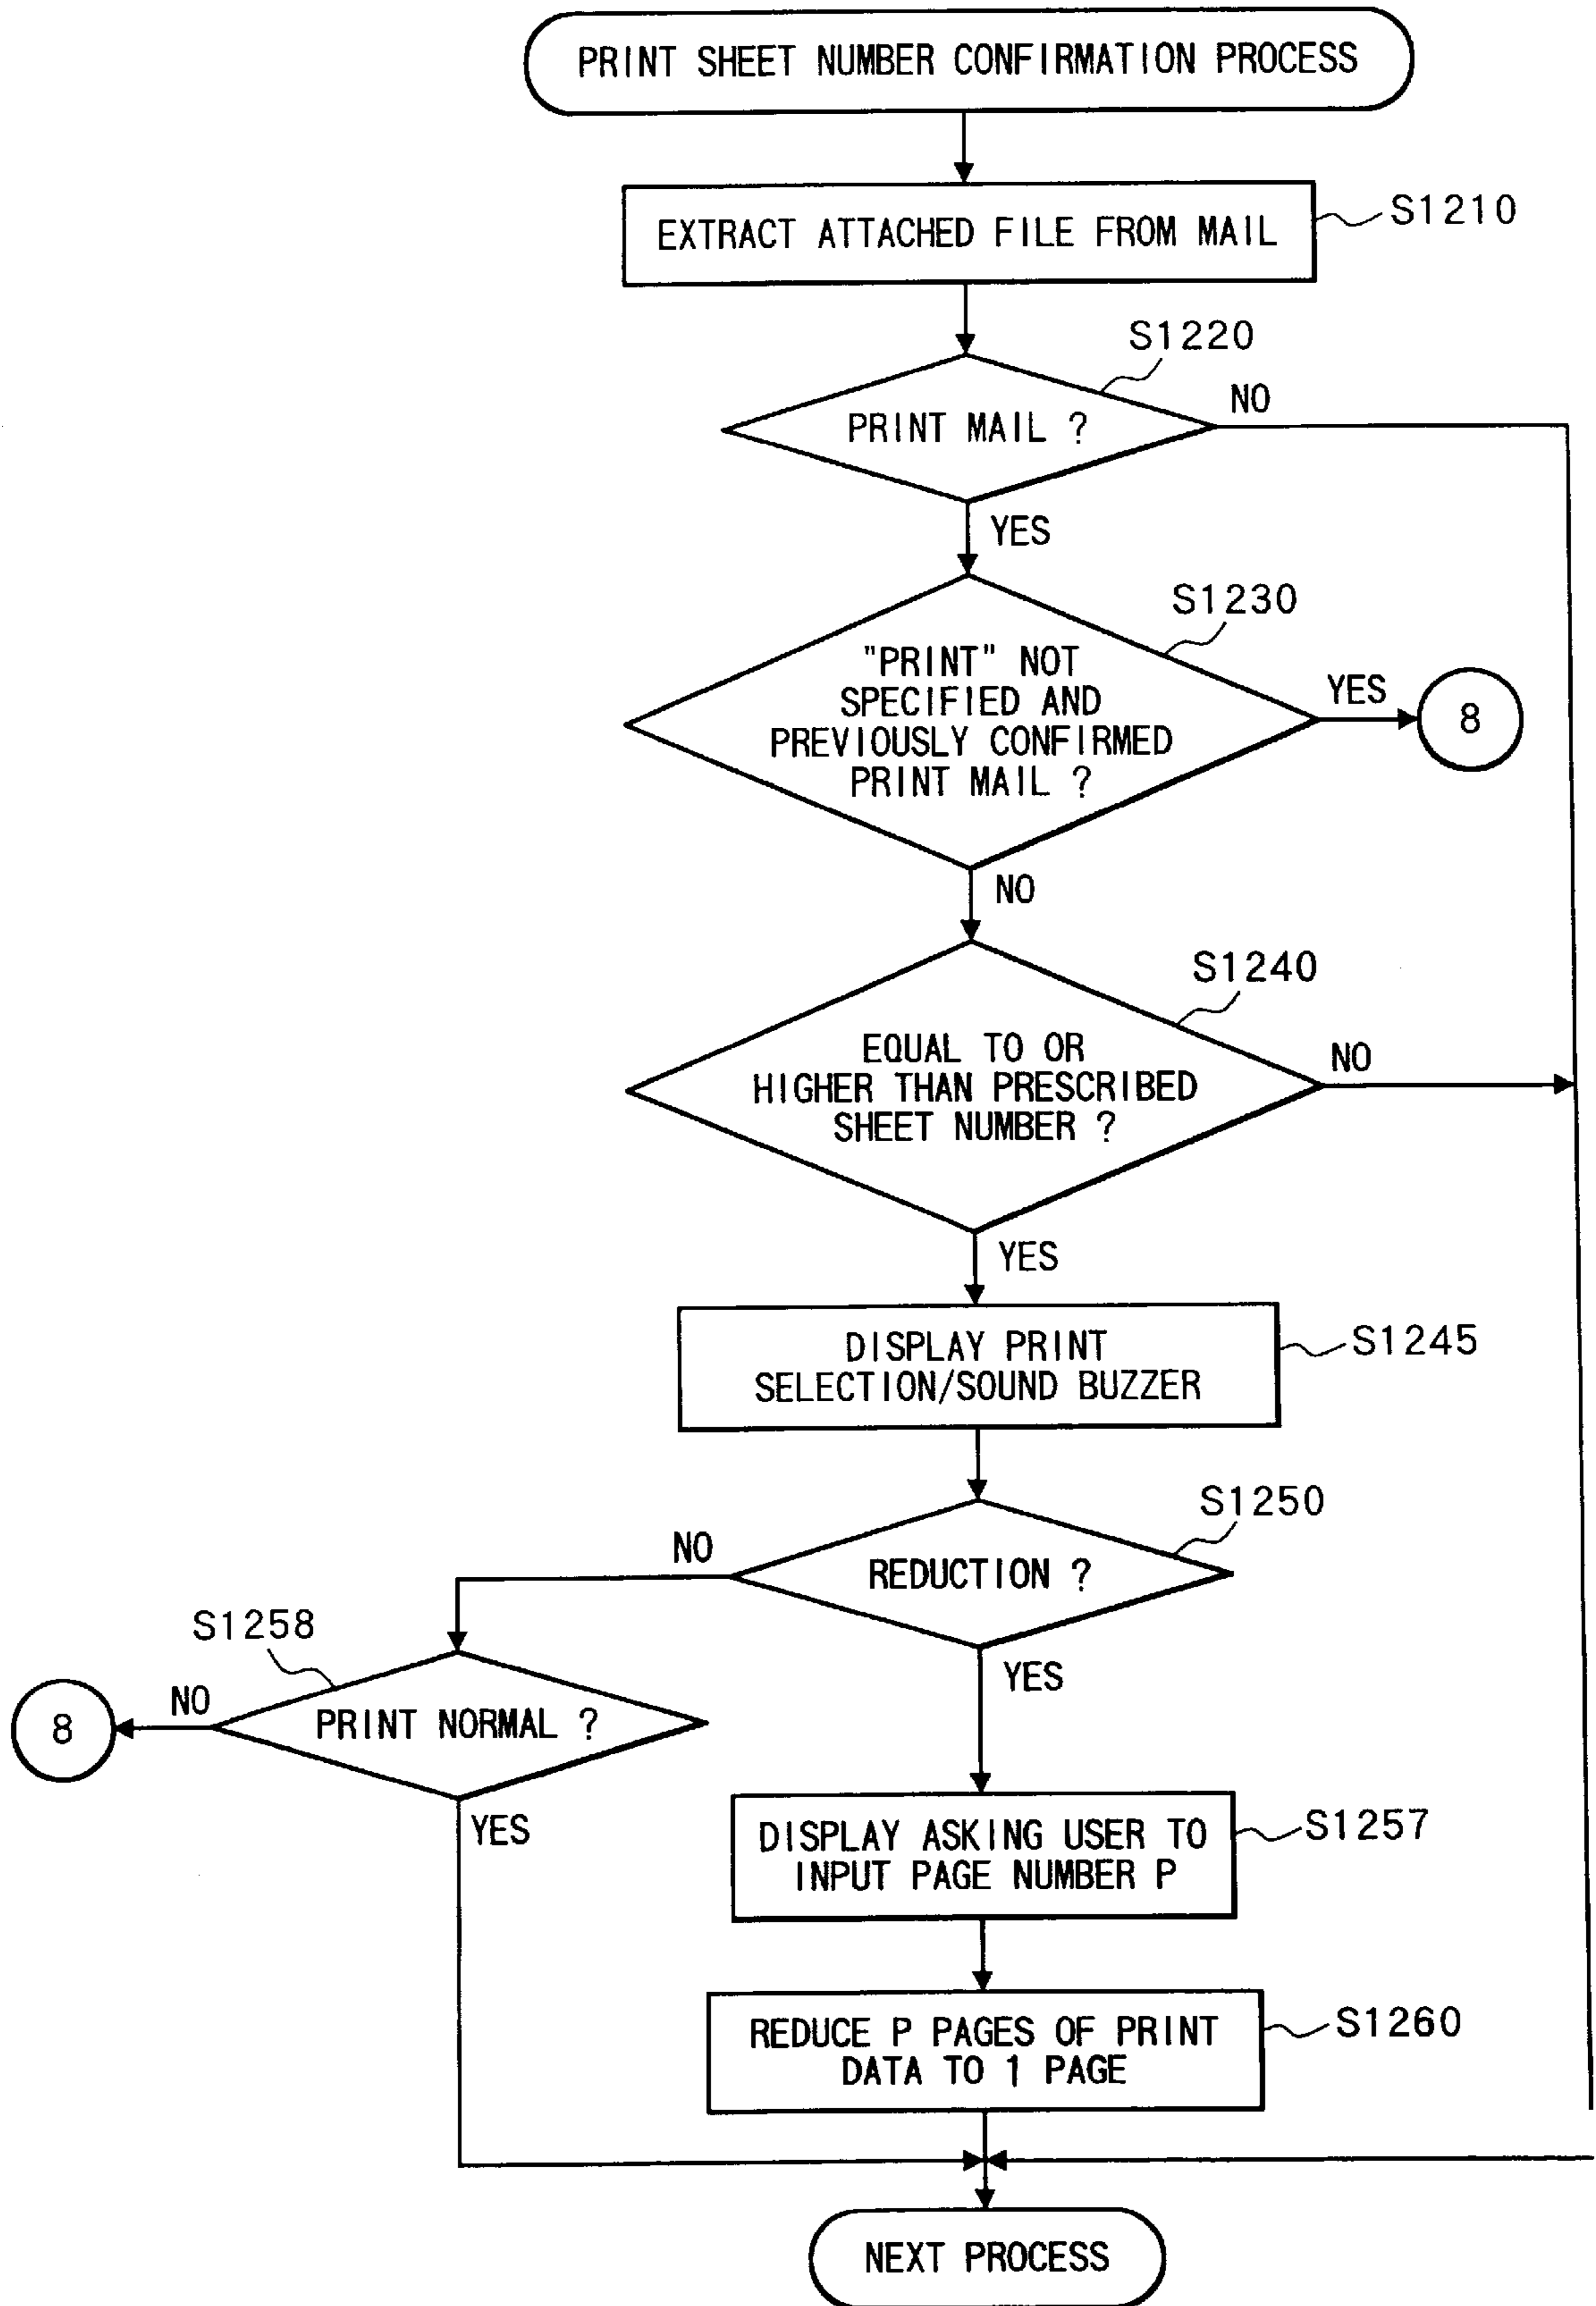 PRINT SHEET NUMBER CONFIRMATION PROCESS
EXTRACT ATTACHED FILE FROM MAIL
S1210
S1220
PRINT MAIL ?
NO
YES
S1230
"PRINT" NOT
SPECIFIED AND
PREVIOUSLY CONFIRMED
PRINT MAIL ?
YES
8
NO
S1240
EQUAL TO OR
HIGHER THAN PRESCRIBED
SHEET NUMBER ?
NO
YES
DISPLAY PRINT
SELECTION/SOUND BUZZER
S1245
S1250
REDUCTION ?
NO
YES
S1258
PRINT NORMAL ?
NO
8
YES
DISPLAY ASKING USER TO
INPUT PAGE NUMBER P
S1257
REDUCE P PAGES OF PRINT
DATA TO 1 PAGE
S1260
NEXT PROCESS